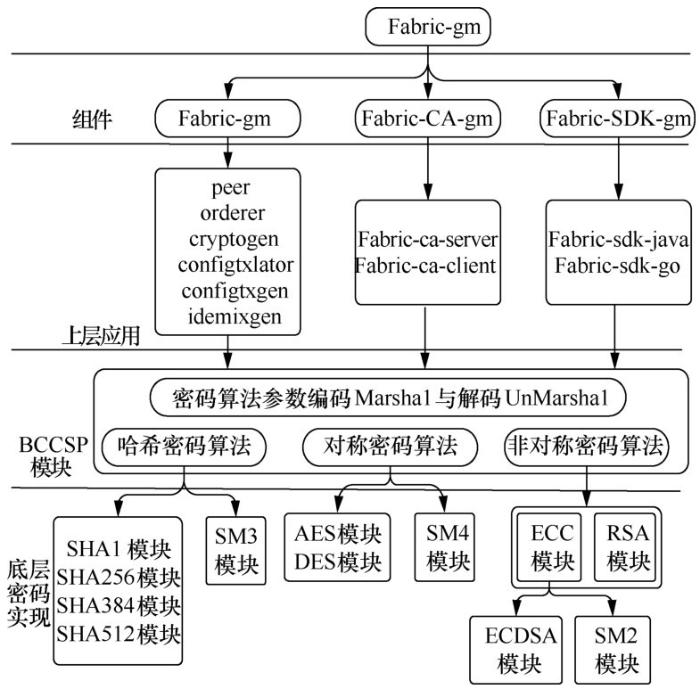 Fabric-gm
组件
Fabric-gm
Fabric-CA-gm
Fabric-SDK-gm
peer
orderer
cryptogen
configtxlator
configtxgen
idemixgen
Fabric-ca-server
Fabric-ca-client
Fabric-sdk-java
Fabric-sdk-go
上层应用
密码算法参数编码Marshal与解码UnMarshal
BCCSP
模块
哈希密码算法
对称密码算法
非对称密码算法
底层
密码
实现
SHA1模块
SHA256模块
SHA384模块
SHA512模块
SM3
模块
AES模块
DES模块
SM4
模块
ECC
模块
RSA
模块
ECDSA
模块
SM2
模块